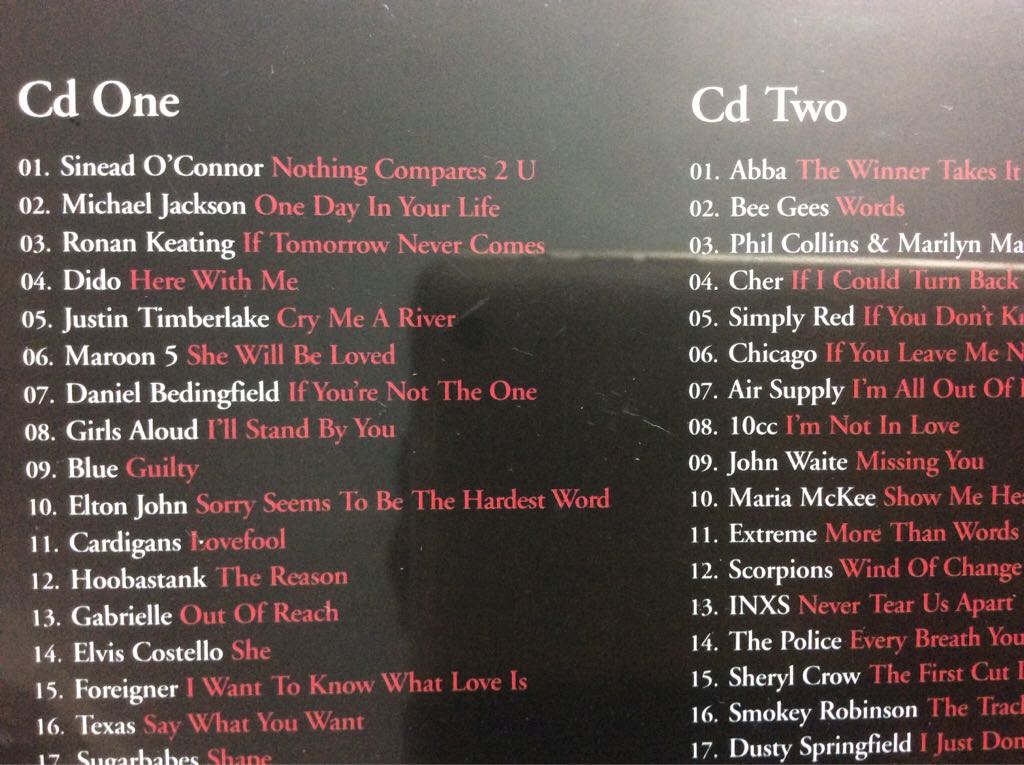 Cd One
01. Sinead O'Connor Nothing Compares 2 U
02. Michael Jackson One Day In Your Life
03. Ronan Keating If Tomorrow Never Comes
04. Dido Here With Me
05. Justin Timberlake Cry Me A River
06. Maroon 5 She Will Be Loved
07. Daniel Bedingfield If You're Not The One
08. Girls Aloud I'll Stand By You
09. Blue Guilty
10. Elton John Sorry Seems To Be The Hardest Word
11. Cardigans Lovefool
12. Hoobastank The Reason
13. Gabrielle Out Of Reach
14. Elvis Costello She
15. Foreigner I Want To Know What Love Is
16. Texas Say What You Want
17. Sugarbabes Shape
Cd Two
01. Abba The Winner Takes It
02. Bee Gees Words
03. Phil Collins & Marilyn Ma
04. Cher If I Could Turn Back
05. Simply Red If You Don't Kn
06. Chicago If You Leave Me N
07. Air Supply I'm All Out Of
08. 10cc I'm Not In Love
09. John Waite Missing You
10. Maria McKee Show Me Hea
11. Extreme More Than Words
12. Scorpions Wind Of Change
13. INXS Never Tear Us Apart
14. The Police Every Breath You
15. Sheryl Crow The First Cut
16. Smokey Robinson The Trac
17. Dusty Springfield I Just Don